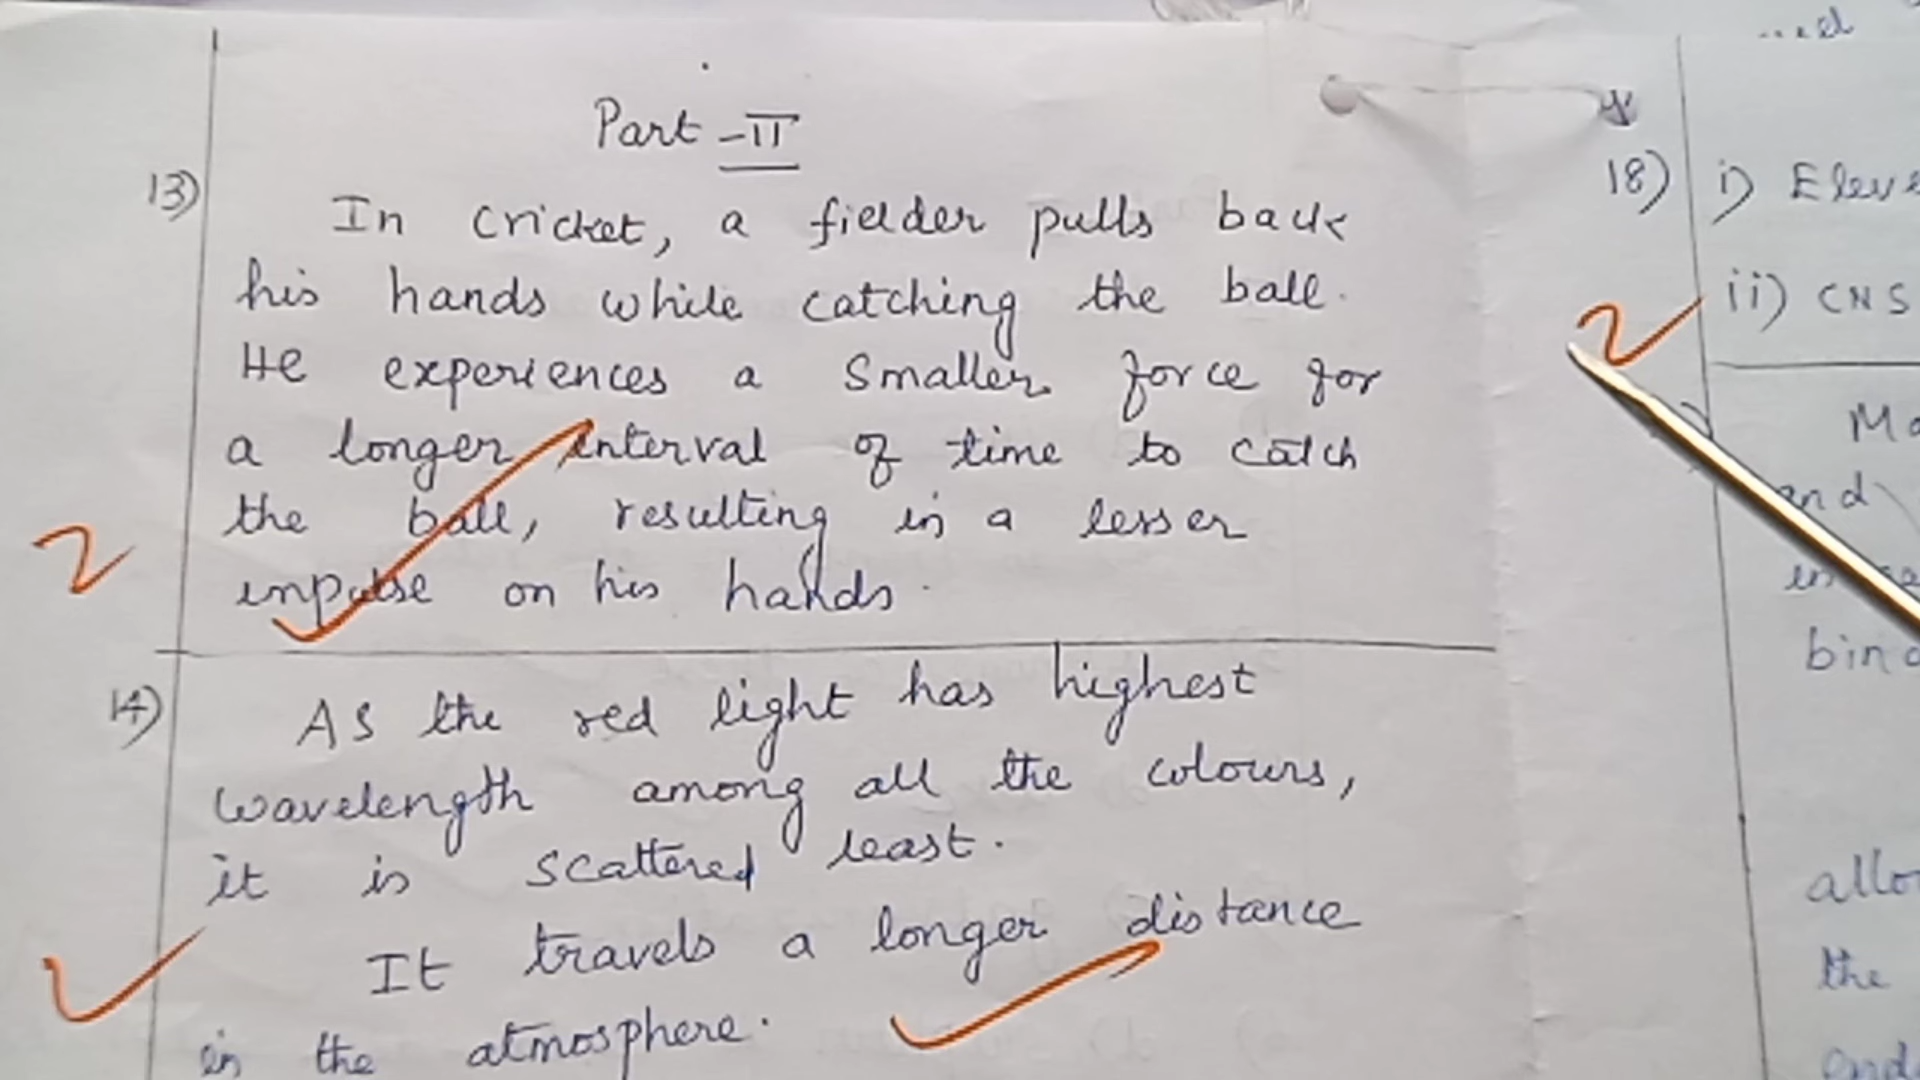 Part - II
13)
In cricket, a fielder pulls back
his hands while catching the ball.
He experiences a smaller force for
a longer interval of time to catch
the ball, resulting in a lesser
impulse on his hands.
2
14)
As the red light has highest
wavelength among all the colours,
it is scattered least.
It travels a longer distance
in the atmosphere.
18) i) Eleve
ii) CNS
2
Ma
and
bind
allo
the
end